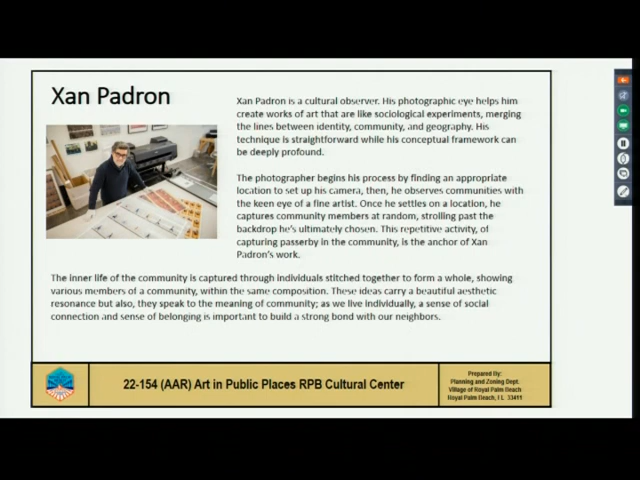 Xan Padron
Xan Padron is a cultural observer. His photographic eye helps him
create works of art that are like sociological experiments, merging
the lines between identity, community, and geography. His
technique is straightforward while his conceptual framework can
be deeply profound.
The photographer begins his process by finding an appropriate
location to set up his camera, then, he observes communities with
the keen eye of a fine artist. Once he settles on a location, he
captures community members at random, strolling past the
backdrop he's ultimately chosen. This repetitive activity, of
capturing passerby in the community, is the anchor of Xan
Padron's work.
The inner life of the community is captured through individuals stitched together to form a whole, showing
various members of a community, within the same composition. These ideas carry a beautiful aesthetic
resonance but also, they speak to the meaning of community; as we live individually, a sense of social
connection and sense of belonging is important to build a strong bond with our neighbors.
22-154 (AAR) Art in Public Places RPB Cultural Center
Prepared By:
Planning and Zoning Dept.
Village of Royal Palm Beach
Royal Palm Beach, FL 33411